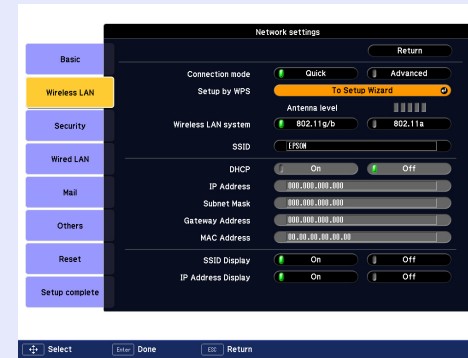 Network settings
Return
Basic
Connection mode Quick Advanced
Wireless LAN
Setup by WPS To Setup Wizard
Antenna level
Security
Wireless LAN system 802.11g/b 802.11a
SSID EPSON
Wired LAN
DHCP On Off
IP Address 000.000.000.000
Mail
Subnet Mask 000.000.000.000
Gateway Address 000.000.000.000
Others
MAC Address 00.00.00.00.00.00
Reset
SSID Display On Off
IP Address Display On Off
Setup complete
Select Enter Done ESC Return